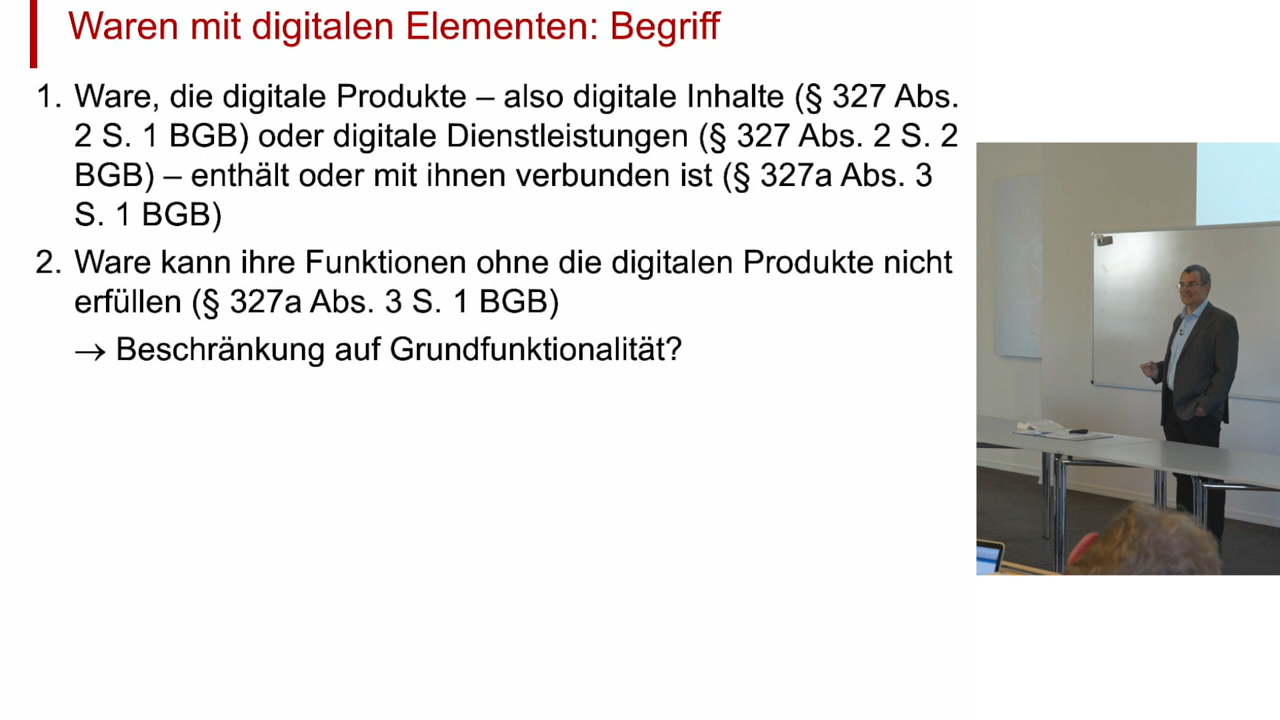 Waren mit digitalen Elementen: Begriff
1. Ware, die digitale Produkte – also digitale Inhalte (§ 327 Abs.
2 S. 1 BGB) oder digitale Dienstleistungen (§ 327 Abs. 2 S. 2
BGB) – enthält oder mit ihnen verbunden ist (§ 327a Abs. 3
S. 1 BGB)
2. Ware kann ihre Funktionen ohne die digitalen Produkte nicht
erfüllen (§ 327a Abs. 3 S. 1 BGB)
→ Beschränkung auf Grundfunktionalität?